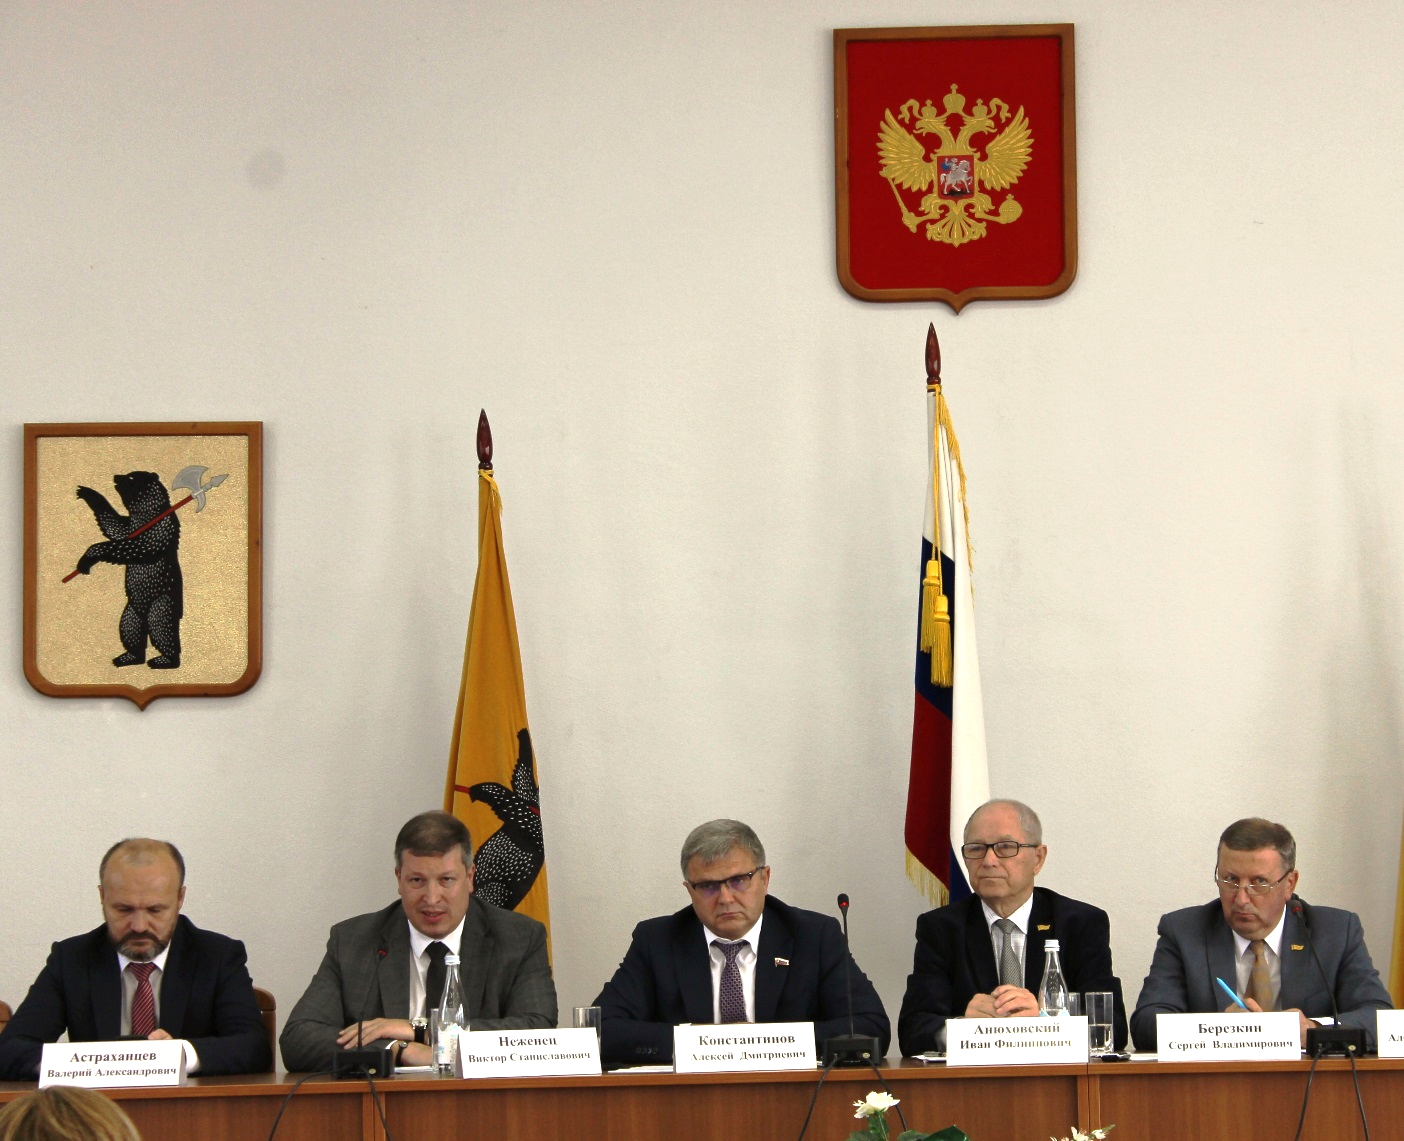 Астраханцев
Валерий Александрович
Неженец
Виктор Станиславович
Константинов
Алексей Дмитриевич
Анюховский
Иван Филиппович
Березкин
Сергей Владимирович